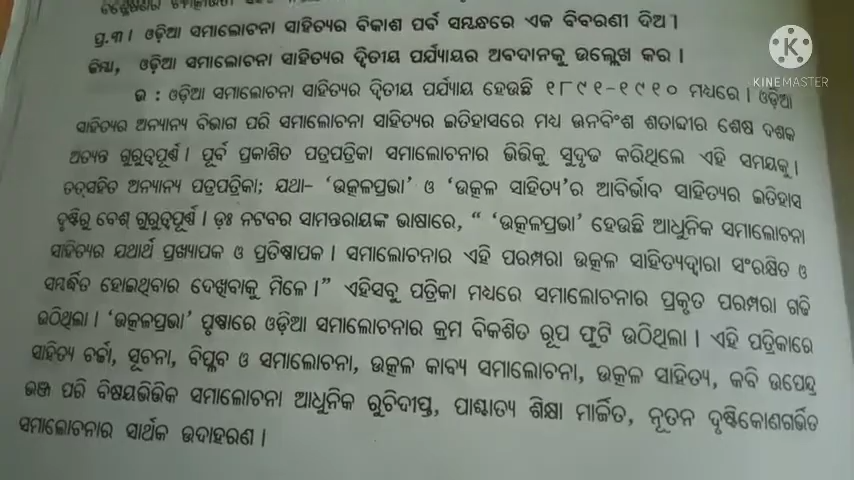 ପ୍ର.୩। ଓଡ଼ିଆ ସମାଲୋଚନା ସାହିତ୍ୟର ବିକାଶ ପର୍ବ ସମ୍ବନ୍ଧରେ ଏକ ବିବରଣୀ ଦିଅ।
KINEMASTER
କିମ୍ବା, ଓଡ଼ିଆ ସମାଲୋଚନା ସାହିତ୍ୟର ଦ୍ୱିତୀୟ ପର୍ଯ୍ୟାୟର ଅବଦାନକୁ ଉଲ୍ଲେଖ କର।
ଉ : ଓଡ଼ିଆ ସମାଲୋଚନା ସାହିତ୍ୟର ଦ୍ୱିତୀୟ ପର୍ଯ୍ୟାୟ ହେଉଛି ୧୮୯୧-୧୯୧୦ ମଧ୍ୟରେ। ଓଡ଼ିଆ
ସାହିତ୍ୟର ଅନ୍ୟାନ୍ୟ ବିଭାଗ ପରି ସମାଲୋଚନା ସାହିତ୍ୟର ଇତିହାସରେ ମଧ୍ୟ ଊନବିଂଶ ଶତାବ୍ଦୀର ଶେଷ ଦଶକ
ଅତ୍ୟନ୍ତ ଗୁରୁତ୍ୱପୂର୍ଣ୍ଣ। ପୂର୍ବ ପ୍ରକାଶିତ ପତ୍ରପତ୍ରିକା ସମାଲୋଚନାର ଭିତ୍ତିକୁ ସୁଦୃଢ କରିଥିଲେ ଏହି ସମୟକୁ।
ତତ୍‌ସହିତ ଅନ୍ୟାନ୍ୟ ପତ୍ରପତ୍ରିକା; ଯଥା- ‘ଉତ୍କଳପ୍ରଭା’ ଓ ‘ଉତ୍କଳ ସାହିତ୍ୟ’ର ଆବିର୍ଭାବ ସାହିତ୍ୟର ଇତିହାସ
ଦୃଷ୍ଟିରୁ ବେଶ୍ ଗୁରୁତ୍ୱପୂର୍ଣ୍ଣ। ଡ଼ଃ ନଟବର ସାମନ୍ତରାୟଙ୍କ ଭାଷାରେ, “ ‘ଉତ୍କଳପ୍ରଭା’ ହେଉଛି ଆଧୁନିକ ସମାଲୋଚନା
ସାହିତ୍ୟର ଯଥାର୍ଥ ପ୍ରଖ୍ୟାପକ ଓ ପ୍ରତିଷ୍ଠାପକ। ସମାଲୋଚନାର ଏହି ପରମ୍ପରା ଉତ୍କଳ ସାହିତ୍ୟଦ୍ୱାରା ସଂରକ୍ଷିତ ଓ
ସମ୍ବର୍ଦ୍ଧିତ ହୋଇଥିବାର ଦେଖିବାକୁ ମିଳେ।” ଏହିସବୁ ପତ୍ରିକା ମଧ୍ୟରେ ସମାଲୋଚନାର ପ୍ରକୃତ ପରମ୍ପରା ଗଢି
ଉଠିଥିଲା। ‘ଉତ୍କଳପ୍ରଭା’ ପୃଷ୍ଠାରେ ଓଡ଼ିଆ ସମାଲୋଚନାର କ୍ରମ ବିକଶିତ ରୂପ ଫୁଟି ଉଠିଥିଲା। ଏହି ପତ୍ରିକାରେ
ସାହିତ୍ୟ ଚର୍ଚ୍ଚା, ସୂଚନା, ବିପ୍ଳବ ଓ ସମାଲୋଚନା, ଉତ୍କଳ କାବ୍ୟ ସମାଲୋଚନା, ଉତ୍କଳ ସାହିତ୍ୟ, କବି ଉପେନ୍ଦ୍ର
ଭଞ୍ଜ ପରି ବିଷୟଭିତ୍ତିକ ସମାଲୋଚନା ଆଧୁନିକ ରୁଚିଦୀପ୍ତ, ପାଶ୍ଚାତ୍ୟ ଶିକ୍ଷା ମାର୍ଜିତ, ନୂତନ ଦୃଷ୍ଟିକୋଣଗର୍ଭିତ
ସମାଲୋଚନାର ସାର୍ଥକ ଉଦାହରଣ।